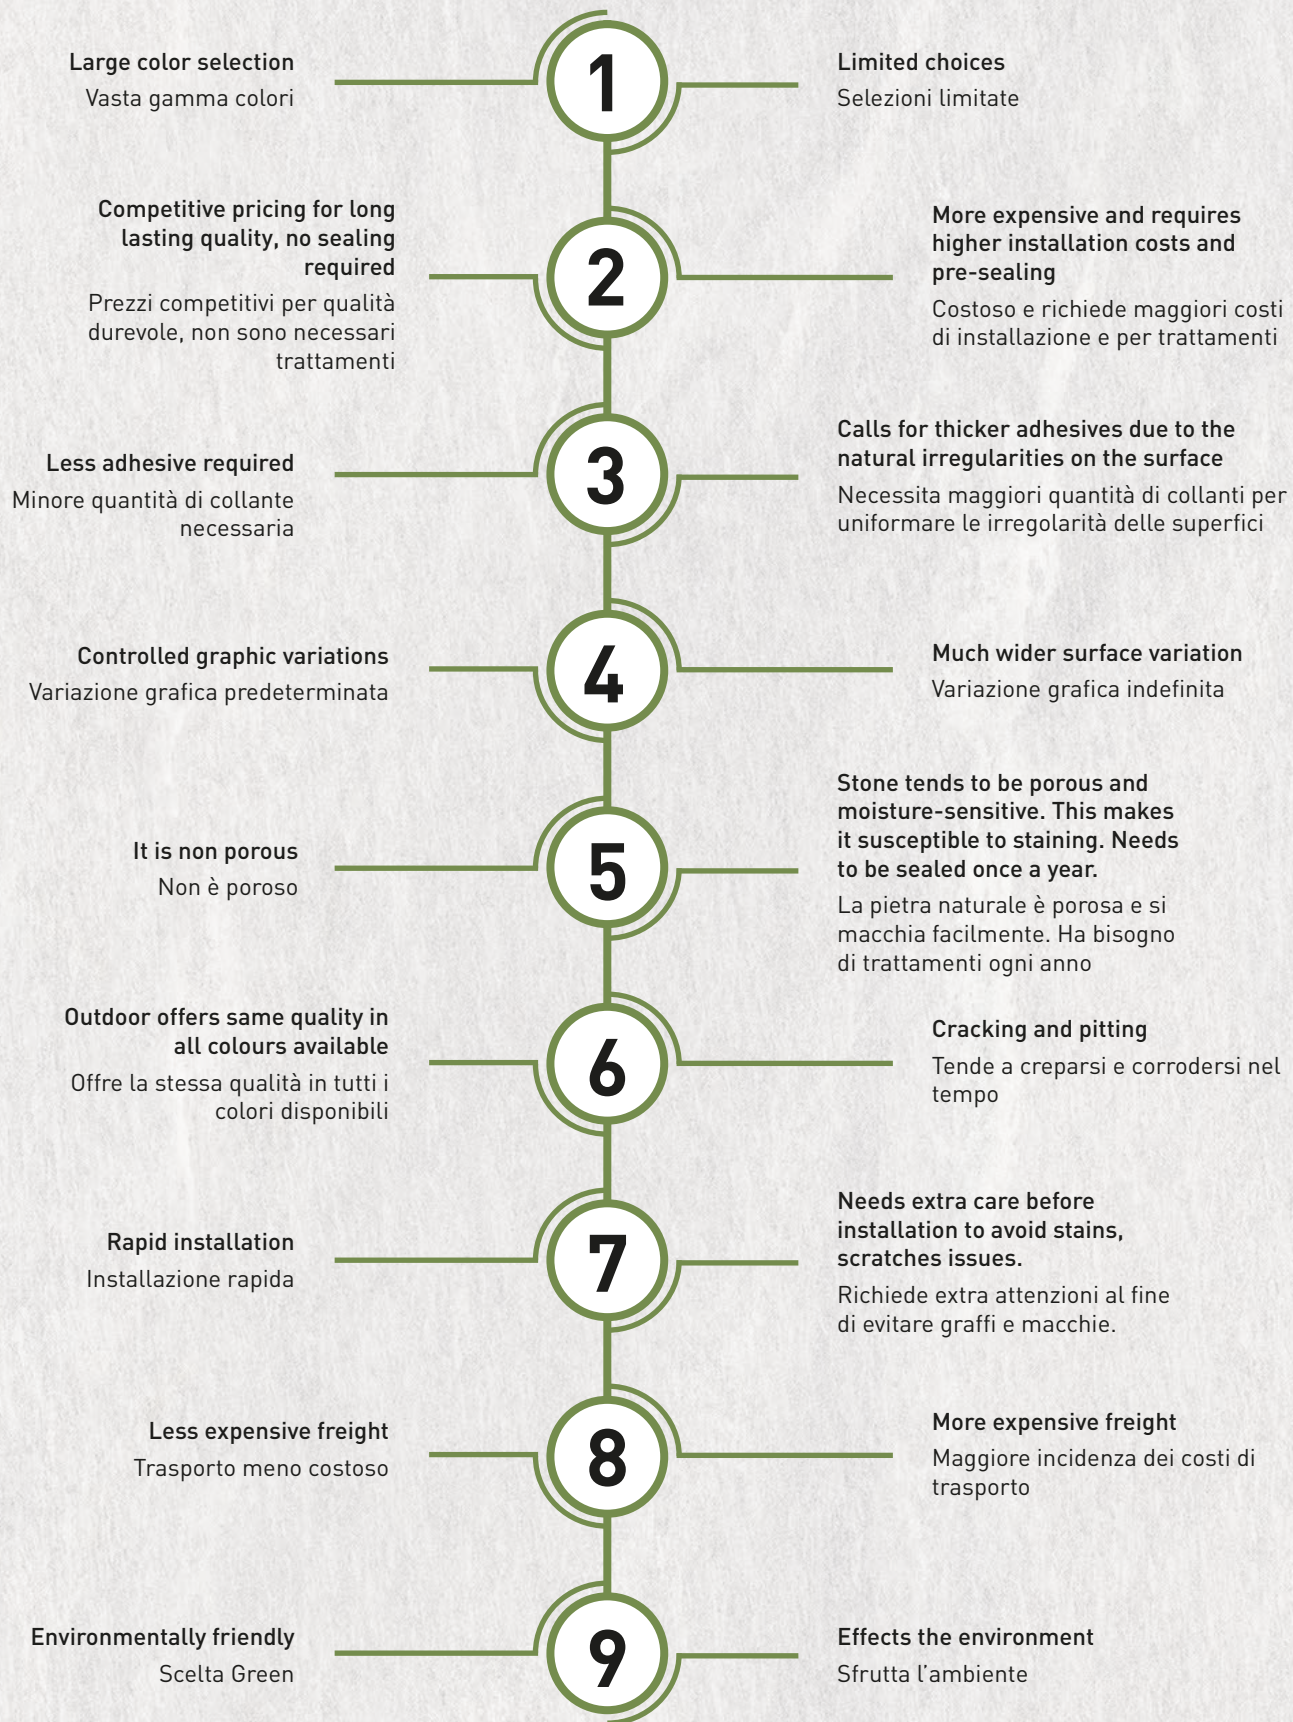 1
Large color selection
Vasta gamma colori
Limited choices
Selezioni limitate
2
Competitive pricing for long
lasting quality, no sealing
required
Prezzi competitivi per qualità
durevole, non sono necessari
trattamenti
More expensive and requires
higher installation costs and
pre-sealing
Costoso e richiede maggiori costi
di installazione e per trattamenti
3
Less adhesive required
Minore quantità di collante
necessaria
Calls for thicker adhesives due to the
natural irregularities on the surface
Necessita maggiori quantità di collanti per
uniformare le irregolarità delle superfici
4
Controlled graphic variations
Variazione grafica predeterminata
Much wider surface variation
Variazione grafica indefinita
5
It is non porous
Non è poroso
Stone tends to be porous and
moisture-sensitive. This makes
it susceptible to staining. Needs
to be sealed once a year.
La pietra naturale è porosa e si
macchia facilmente. Ha bisogno
di trattamenti ogni anno
6
Outdoor offers same quality in
all colours available
Offre la stessa qualità in tutti i
colori disponibili
Cracking and pitting
Tende a creparsi e corrodersi nel
tempo
7
Rapid installation
Installazione rapida
Needs extra care before
installation to avoid stains,
scratches issues.
Richiede extra attenzioni al fine
di evitare graffi e macchie.
8
Less expensive freight
Trasporto meno costoso
More expensive freight
Maggiore incidenza dei costi di
trasporto
9
Environmentally friendly
Scelta Green
Effects the environment
Sfrutta l'ambiente